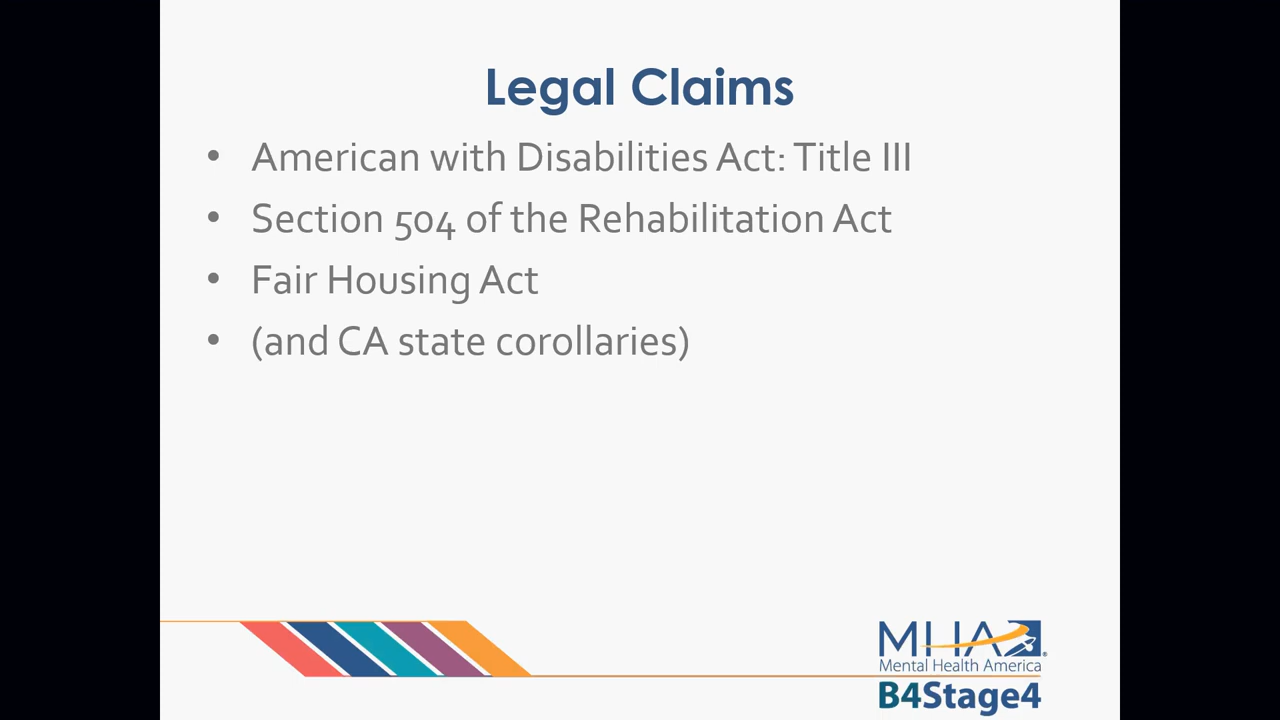 Legal Claims
• American with Disabilities Act: Title III
• Section 504 of the Rehabilitation Act
• Fair Housing Act
• (and CA state corollaries)
MHA®
Mental Health America
B4Stage4